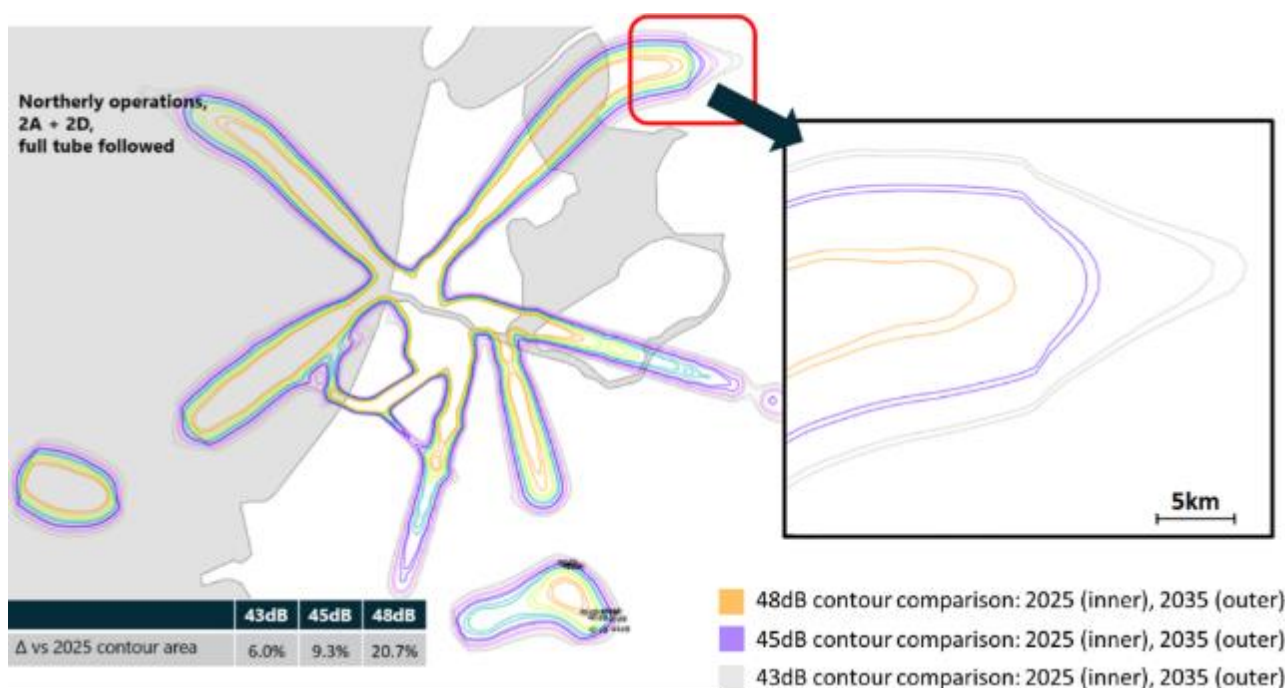 Northerly operations,
2A + 2D,
full tube followed
5km
43dB 45dB 48dB
Δ vs 2025 contour area 6.0% 9.3% 20.7%
48dB contour comparison: 2025 (inner), 2035 (outer)
45dB contour comparison: 2025 (inner), 2035 (outer)
43dB contour comparison: 2025 (inner), 2035 (outer)